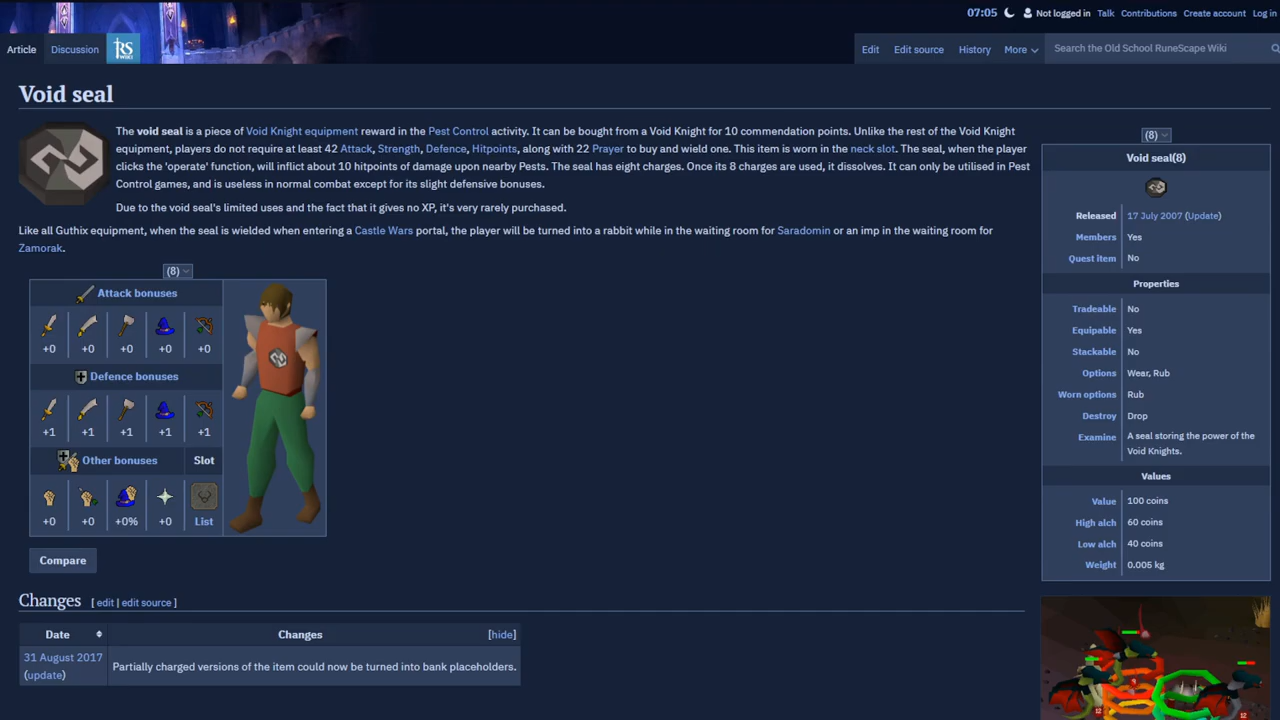 07:05 Not logged in Talk Contributions Create account Log in
Article Discussion RS WIKI Edit Edit source History More Search the Old School RuneScape Wiki
Void seal
The void seal is a piece of Void Knight equipment reward in the Pest Control activity. It can be bought from a Void Knight for 10 commendation points. Unlike the rest of the Void Knight
equipment, players do not require at least 42 Attack, Strength, Defence, Hitpoints, along with 22 Prayer to buy and wield one. This item is worn in the neck slot. The seal, when the player
clicks the 'operate' function, will inflict about 10 hitpoints of damage upon nearby Pests. The seal has eight charges. Once its 8 charges are used, it dissolves. It can only be utilised in Pest
Control games, and is useless in normal combat except for its slight defensive bonuses.
Due to the void seal's limited uses and the fact that it gives no XP, it's very rarely purchased.
Like all Guthix equipment, when the seal is wielded when entering a Castle Wars portal, the player will be turned into a rabbit while in the waiting room for Saradomin or an imp in the waiting room for
Zamorak.
(8)
Attack bonuses
+0 +0 +0 +0 +0
Defence bonuses
+1 +1 +1 +1 +1
Other bonuses Slot
+0 +0 +0% +0 List
Compare
Changes [ edit | edit source ]
Date Changes [hide]
31 August 2017
(update)
Partially charged versions of the item could now be turned into bank placeholders.
(8)
Void seal(8)
Released 17 July 2007 (Update)
Members Yes
Quest item No
Properties
Tradeable No
Equipable Yes
Stackable No
Options Wear, Rub
Worn options Rub
Destroy Drop
Examine A seal storing the power of the
Void Knights.
Values
Value 100 coins
High alch 60 coins
Low alch 40 coins
Weight 0.005 kg